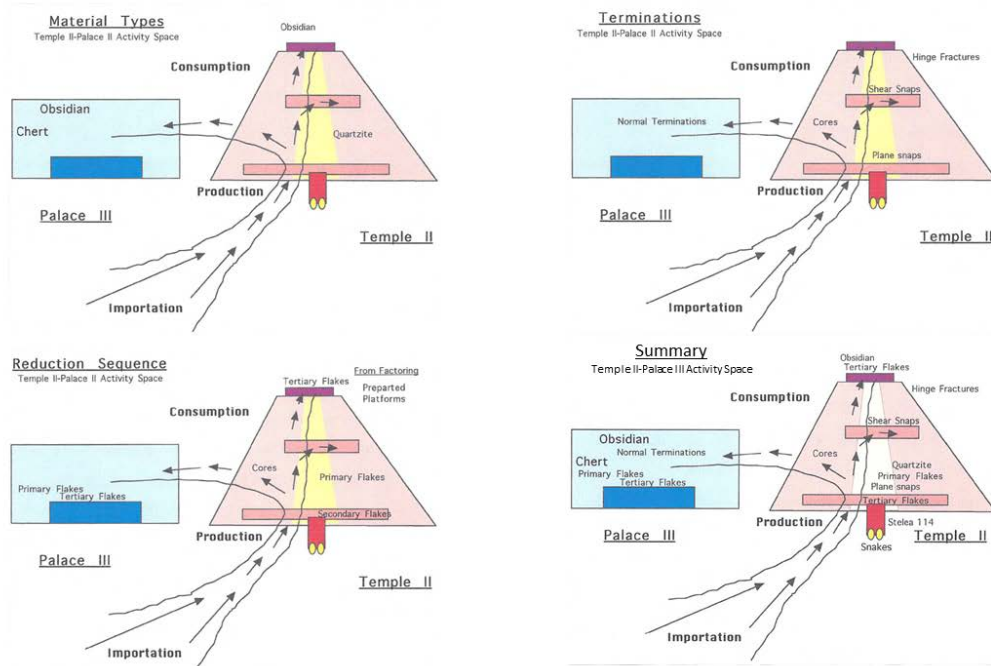 Material Types
Temple II-Palace II Activity Space
Obsidian
Consumption
Obsidian
Chert
Quartzite
Production
Palace III
Temple II
Importation
Terminations
Temple II-Palace II Activity Space
Consumption
Hinge Fractures
Shear Snaps
Normal Terminations
Cores
Plane snaps
Production
Palace III
Temple II
Importation
Reduction Sequence
Temple II-Palace II Activity Space
From Factoring
Tertiary Flakes
Preparted
Platforms
Consumption
Cores
Primary Flakes
Primary Flakes
Tertiary Flakes
Secondary Flakes
Production
Palace III
Temple II
Importation
Summary
Temple II-Palace III Activity Space
Obsidian
Tertiary Flakes
Hinge Fractures
Consumption
Shear Snaps
Obsidian
Normal Terminations
Cores
Chert
Quartzite
Primary Flakes
Primary Flakes
Tertiary Flakes
Plane snaps
Tertiary Flakes
Production
Stelea 114
Palace III
Temple II
Snakes
Importation